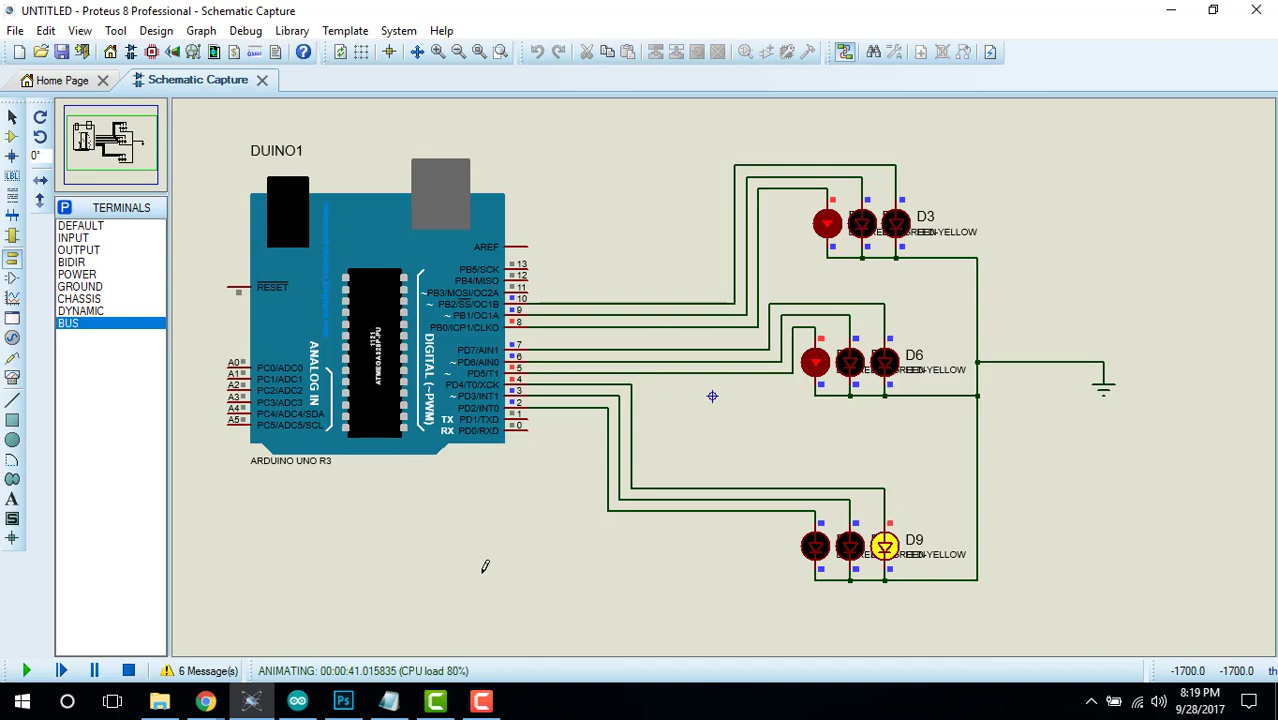 UNTITLED - Proteus 8 Professional - Schematic Capture
File Edit View Tool Design Graph Debug Library Template System Help
Home Page
Schematic Capture
0°
P TERMINALS
DEFAULT
INPUT
OUTPUT
BIDIR
POWER
GROUND
CHASSIS
DYNAMIC
BUS
DUINO1
AREF
RESET
PB5/SCK 13
PB4/MISO 12
~PB3/MOSI/OC2A 11
~ PB2/SS/OC1B 10
~ PB1/OC1A 9
PB0/ICP1/CLKO 8
PD7/AIN1 7
~ PD6/AIN0 6
~ PD5/T1 5
PD4/T0/XCK 4
~ PD3/INT1 3
PD2/INT0 2
TX PD1/TXD 1
RX PD0/RXD 0
DIGITAL (~PWM)
ANALOG IN
ATMEGA328P-PU
1121
A0 PC0/ADC0
A1 PC1/ADC1
A2 PC2/ADC2
A3 PC3/ADC3
A4 PC4/ADC4/SDA
A5 PC5/ADC5/SCL
ARDUINO UNO R3
D3
D6
D9
6 Message(s)
ANIMATING: 00:00:41.015835 (CPU load 80%)
-1700.0 -1700.0 th
8:19 PM
9/28/2017